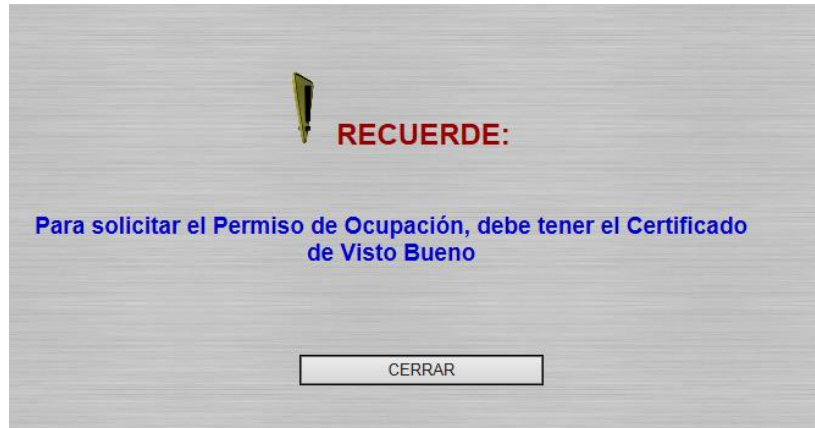 RECUERDE:
Para solicitar el Permiso de Ocupación, debe tener el Certificado
de Visto Bueno
CERRAR